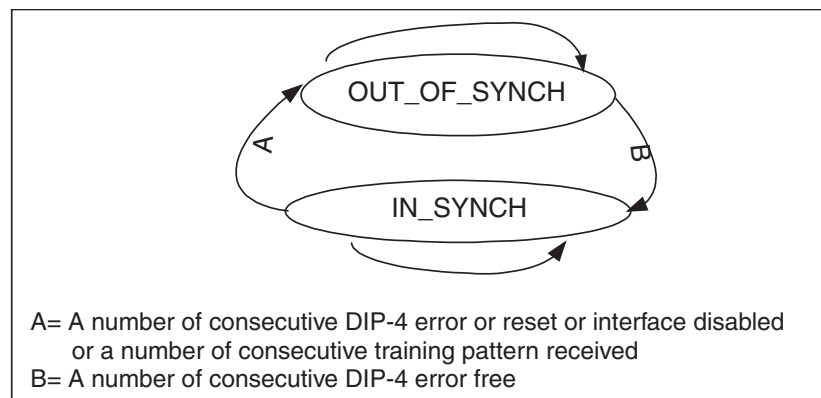 OUT_OF_SYNCH
A
B
IN_SYNCH
A= A number of consecutive DIP-4 error or reset or interface disabled
or a number of consecutive training pattern received
B= A number of consecutive DIP-4 error free